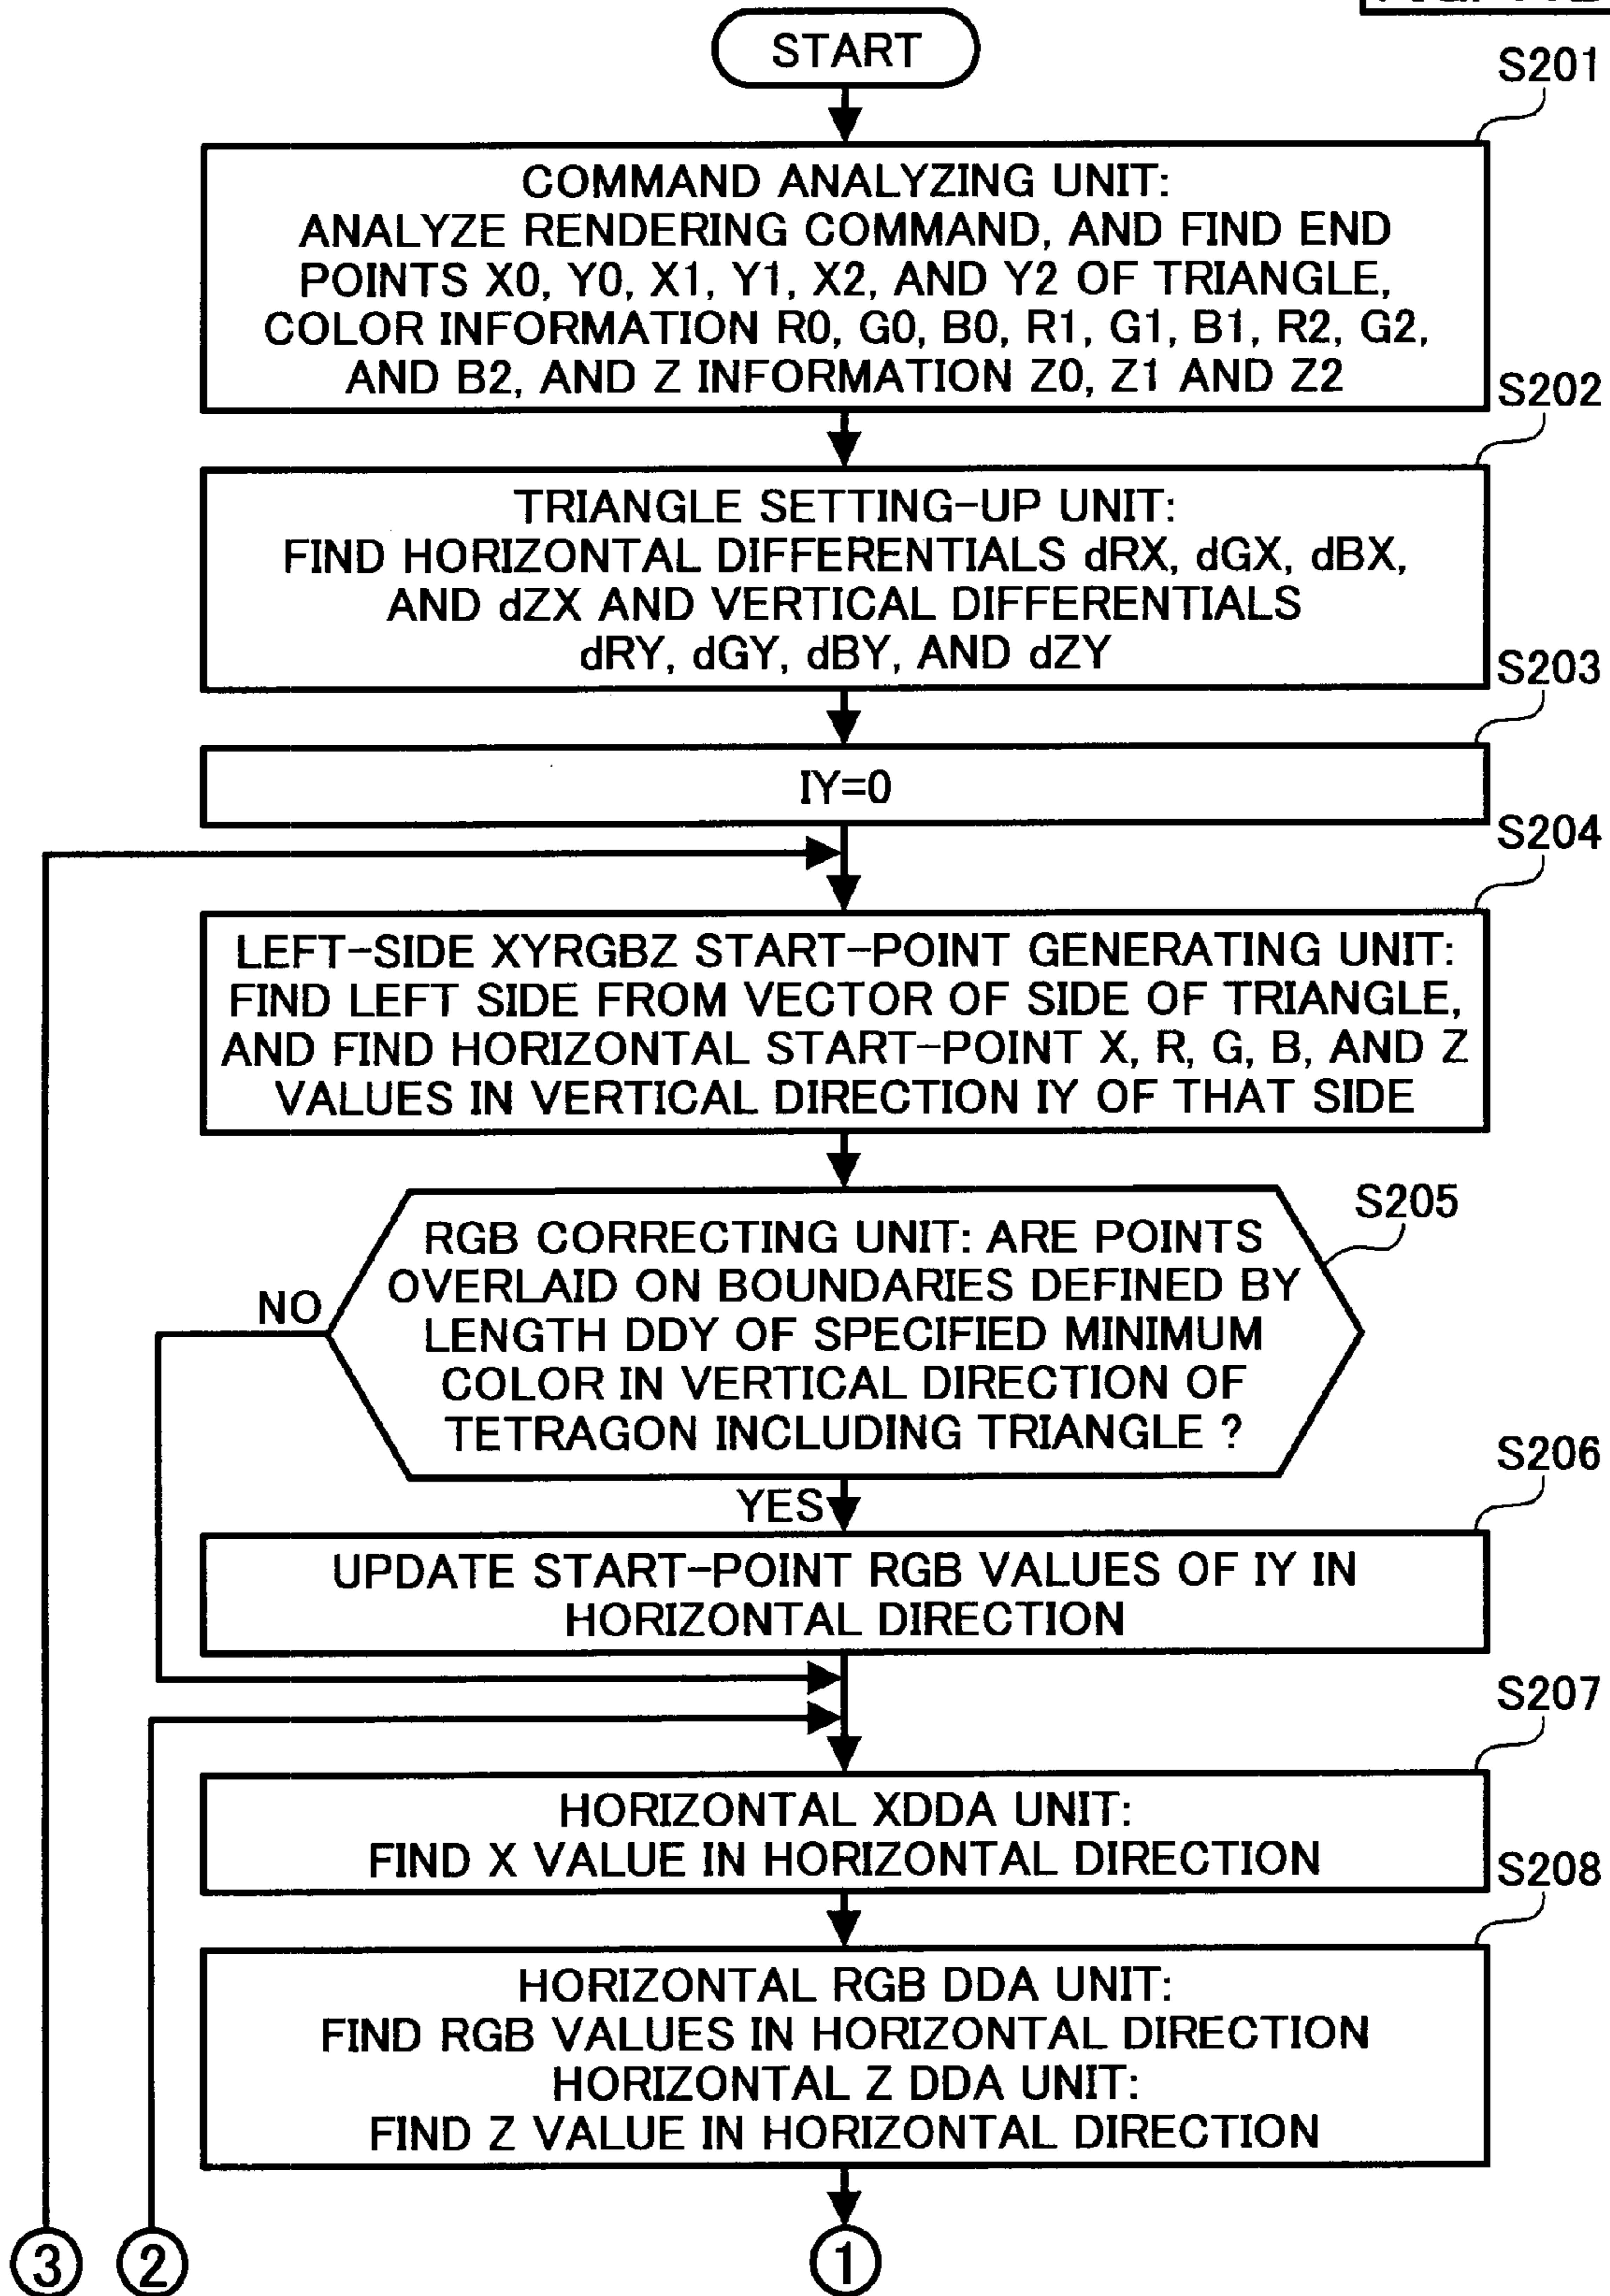 START
S201
COMMAND ANALYZING UNIT:
ANALYZE RENDERING COMMAND, AND FIND END
POINTS X0, Y0, X1, Y1, X2, AND Y2 OF TRIANGLE,
COLOR INFORMATION R0, G0, B0, R1, G1, B1, R2, G2,
AND B2, AND Z INFORMATION Z0, Z1 AND Z2
S202
TRIANGLE SETTING-UP UNIT:
FIND HORIZONTAL DIFFERENTIALS dRX, dGX, dBX,
AND dZX AND VERTICAL DIFFERENTIALS
dRY, dGY, dBY, AND dZY
S203
IY=0
S204
LEFT-SIDE XYRGBZ START-POINT GENERATING UNIT:
FIND LEFT SIDE FROM VECTOR OF SIDE OF TRIANGLE,
AND FIND HORIZONTAL START-POINT X, R, G, B, AND Z
VALUES IN VERTICAL DIRECTION IY OF THAT SIDE
S205
RGB CORRECTING UNIT: ARE POINTS
OVERLAID ON BOUNDARIES DEFINED BY
LENGTH DDY OF SPECIFIED MINIMUM
COLOR IN VERTICAL DIRECTION OF
TETRAGON INCLUDING TRIANGLE ?
NO
YES
S206
UPDATE START-POINT RGB VALUES OF IY IN
HORIZONTAL DIRECTION
S207
HORIZONTAL XDDA UNIT:
FIND X VALUE IN HORIZONTAL DIRECTION
S208
HORIZONTAL RGB DDA UNIT:
FIND RGB VALUES IN HORIZONTAL DIRECTION
HORIZONTAL Z DDA UNIT:
FIND Z VALUE IN HORIZONTAL DIRECTION
3 2 1